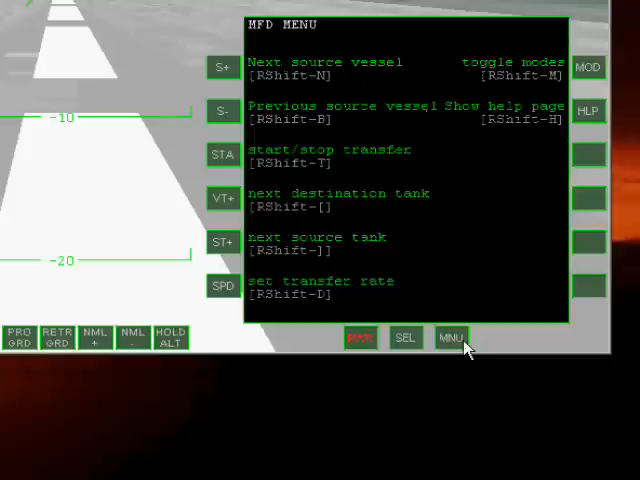 MFD MENU
S+ Next source vessel toggle modes MOD
[RShift-N] [RShift-M]
S- Previous source vessel Show help page HLP
[RShift-B] [RShift-H]
STA start/stop transfer
[RShift-T]
VT+ next destination tank
[RShift-[]
ST+ next source tank
[RShift-]]
SPD set transfer rate
[RShift-D]
-10
-20
PRO GRD RETR GRD NML + NML - HOLD ALT
PWR SEL MNU